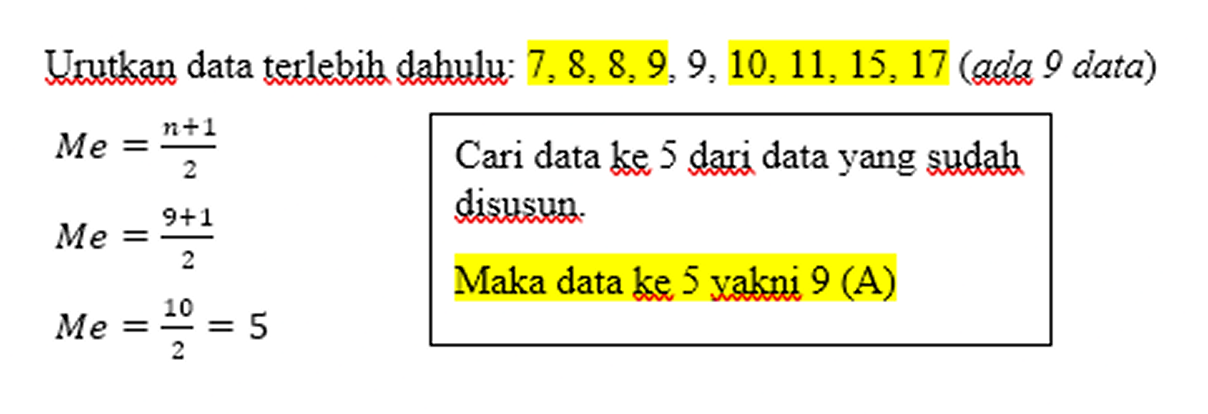 Urutkan data terlebih dahulu: 7, 8, 8, 9, 9, 10, 11, 15, 17 (ada 9 data)
Me = \frac{n+1}{2}
Me = \frac{9+1}{2}
Me = \frac{10}{2} = 5
Cari data ke 5 dari data yang sudah
disusun.
Maka data ke 5 yakni 9 (A)